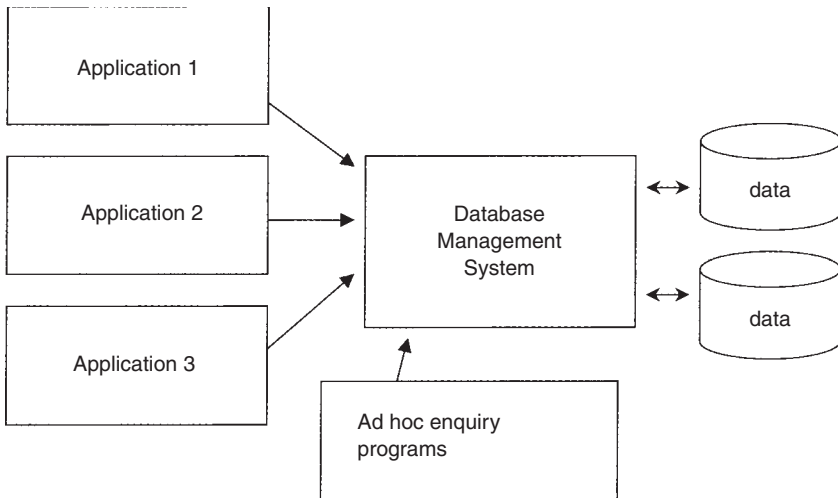 Application 1
Application 2
Application 3
Database
Management
System
data
data
Ad hoc enquiry
programs